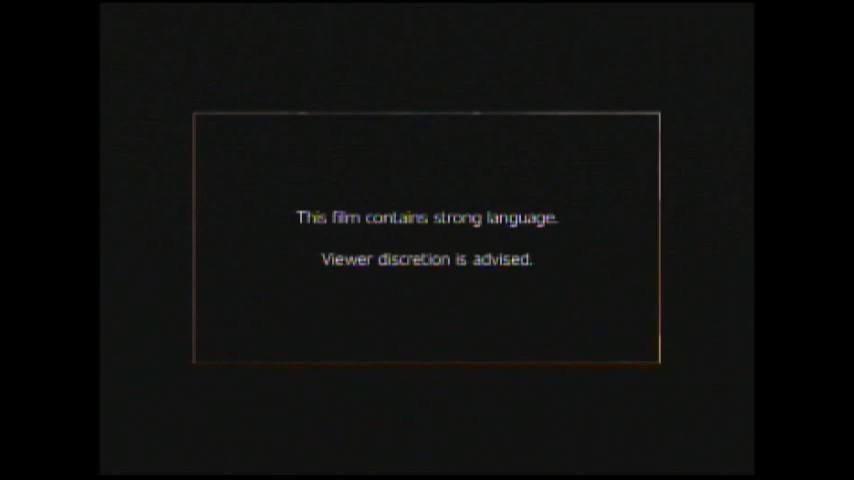 This film contains strong language.
Viewer discretion is advised.